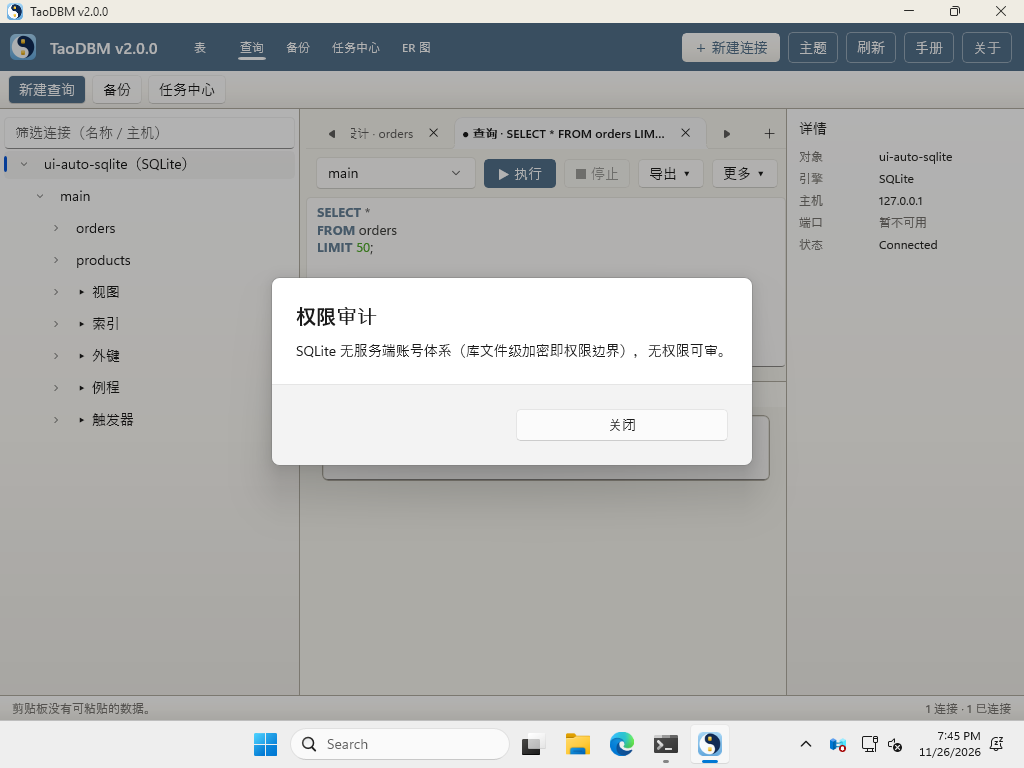 TaoDBM v2.0.0
TaoDBM v2.0.0
表
查询
备份
任务中心
ER 图
+ 新建连接
主题
刷新
手册
关于
新建查询
备份
任务中心
筛选连接（名称 / 主机）
ui-auto-sqlite（SQLite）
main
orders
products
视图
索引
外键
例程
触发器
设计 · orders
● 查询 · SELECT * FROM orders LIM...
main
执行
停止
导出
更多
SELECT *
FROM orders
LIMIT 50;
权限审计
SQLite 无服务端账号体系（库文件级加密即权限边界），无权限可审。
关闭
详情
对象 ui-auto-sqlite
引擎 SQLite
主机 127.0.0.1
端口 暂不可用
状态 Connected
剪贴板没有可粘贴的数据。
1 连接 · 1 已连接
Search
7:45 PM
11/26/2026